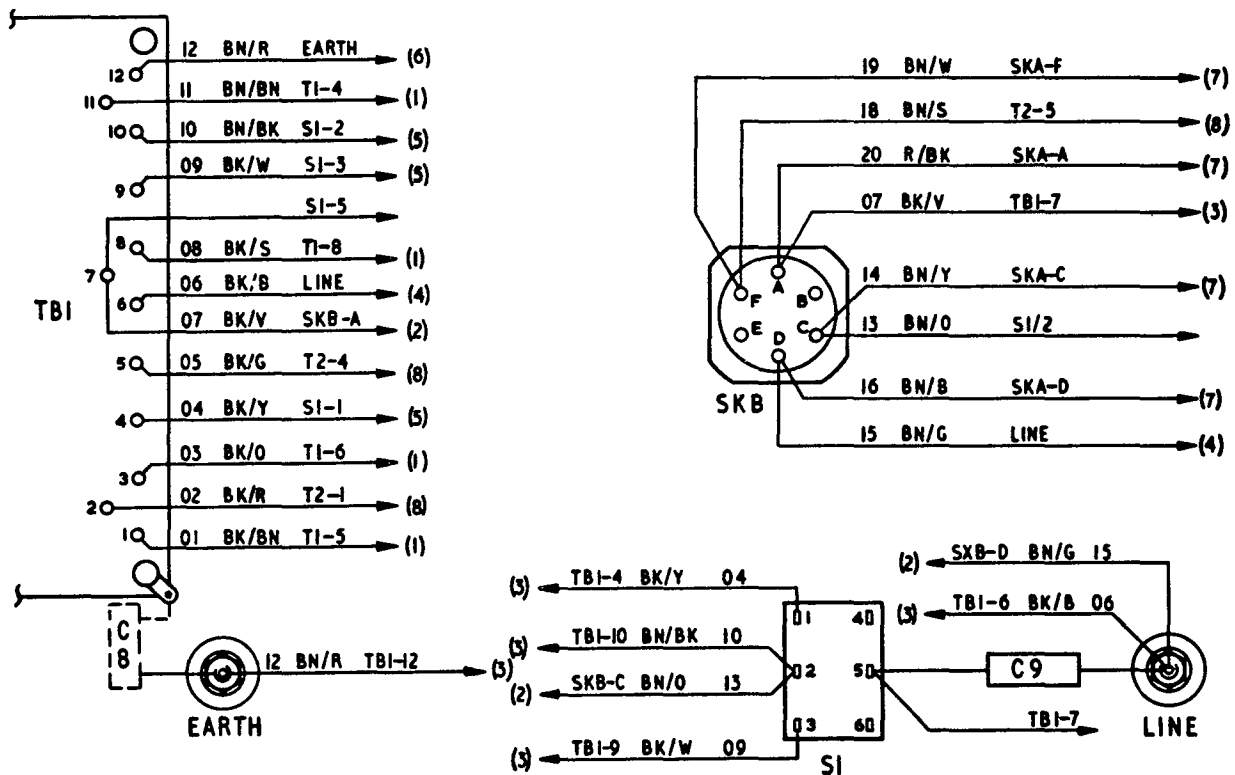 12 BN/R EARTH (6)
12
11 11 BN/BN T1-4 (1)
10 10 BN/BK S1-2 (5)
09 BK/W S1-3 (5)
9
S1-5
8 08 BK/S T1-8 (1)
7
TB1
06 BK/B LINE (4)
6
07 BK/V SKB-A (2)
5 05 BK/G T2-4 (8)
4 04 BK/Y S1-1 (5)
03 BK/O T1-6 (1)
3
2 02 BK/R T2-1 (8)
1 01 BK/BN T1-5 (1)
C8
12 BN/R TB1-12 (3)
EARTH
19 BN/W SKA-F (7)
18 BN/S T2-5 (8)
20 R/BK SKA-A (7)
07 BK/V TB1-7 (3)
14 BN/Y SKA-C (7)
13 BN/O S1/2
16 BN/B SKA-D (7)
15 BN/G LINE (4)
A
F B
E C
D
SKB
(3) TB1-4 BK/Y 04
(3) TB1-10 BN/BK 10
(2) SKB-C BN/O 13
(3) TB1-9 BK/W 09
1 4
2 5
3 6
S1
(2) SXB-D BN/G 15
(3) TB1-6 BK/B 06
C9
TB1-7
LINE